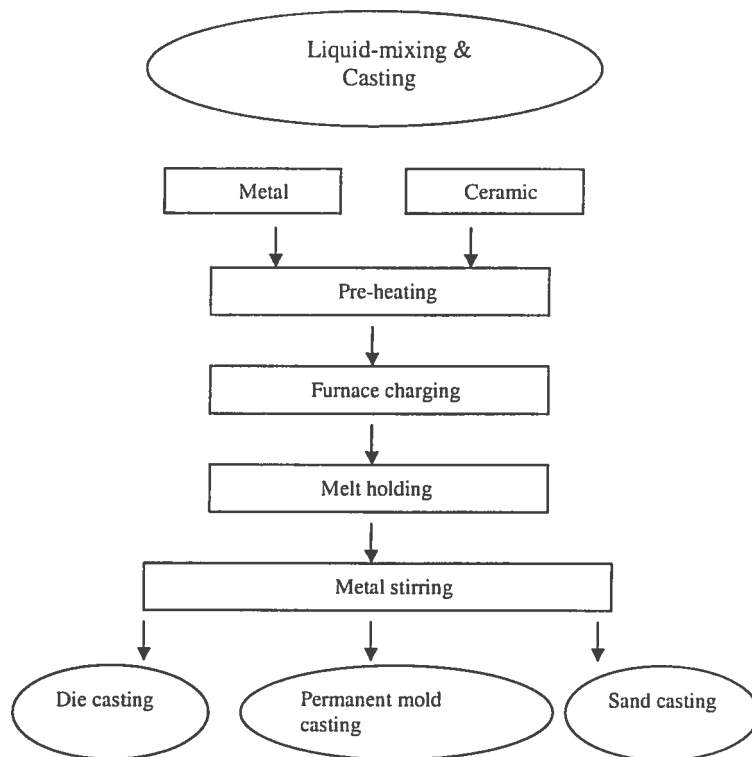 Liquid-mixing &
Casting
Metal
Ceramic
Pre-heating
Furnace charging
Melt holding
Metal stirring
Die casting
Permanent mold
casting
Sand casting